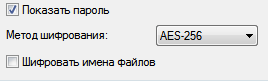 Показать пароль
Метод шифрования: AES-256
Шифровать имена файлов